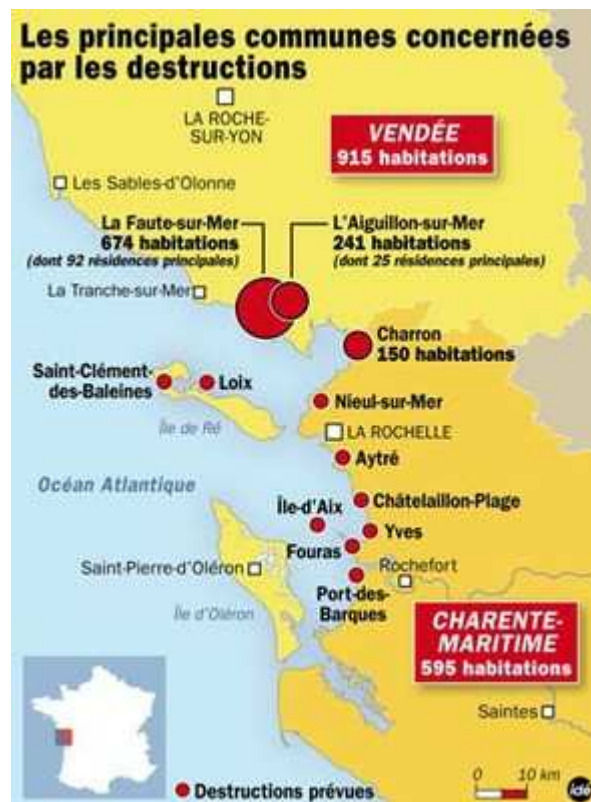 Les principales communes concernées
par les destructions
LA ROCHE-
SUR-YON
VENDÉE
915 habitations
Les Sables-d'Olonne
La Faute-sur-Mer
674 habitations
(dont 92 résidences principales)
L'Aiguillon-sur-Mer
241 habitations
(dont 25 résidences principales)
La Tranche-sur-Mer
Charron
150 habitations
Saint-Clément-
des-Baleines
Loix
Nieul-sur-Mer
Île de Ré
LA ROCHELLE
Aytré
Océan Atlantique
Châtelaillon-Plage
Île-d'Aix
Yves
Fouras
Saint-Pierre-d'Oléron
Rochefort
Port-des-
Barques
Île d'Oléron
CHARENTE-
MARITIME
595 habitations
Saintes
0 10 km
Destructions prévues
idé